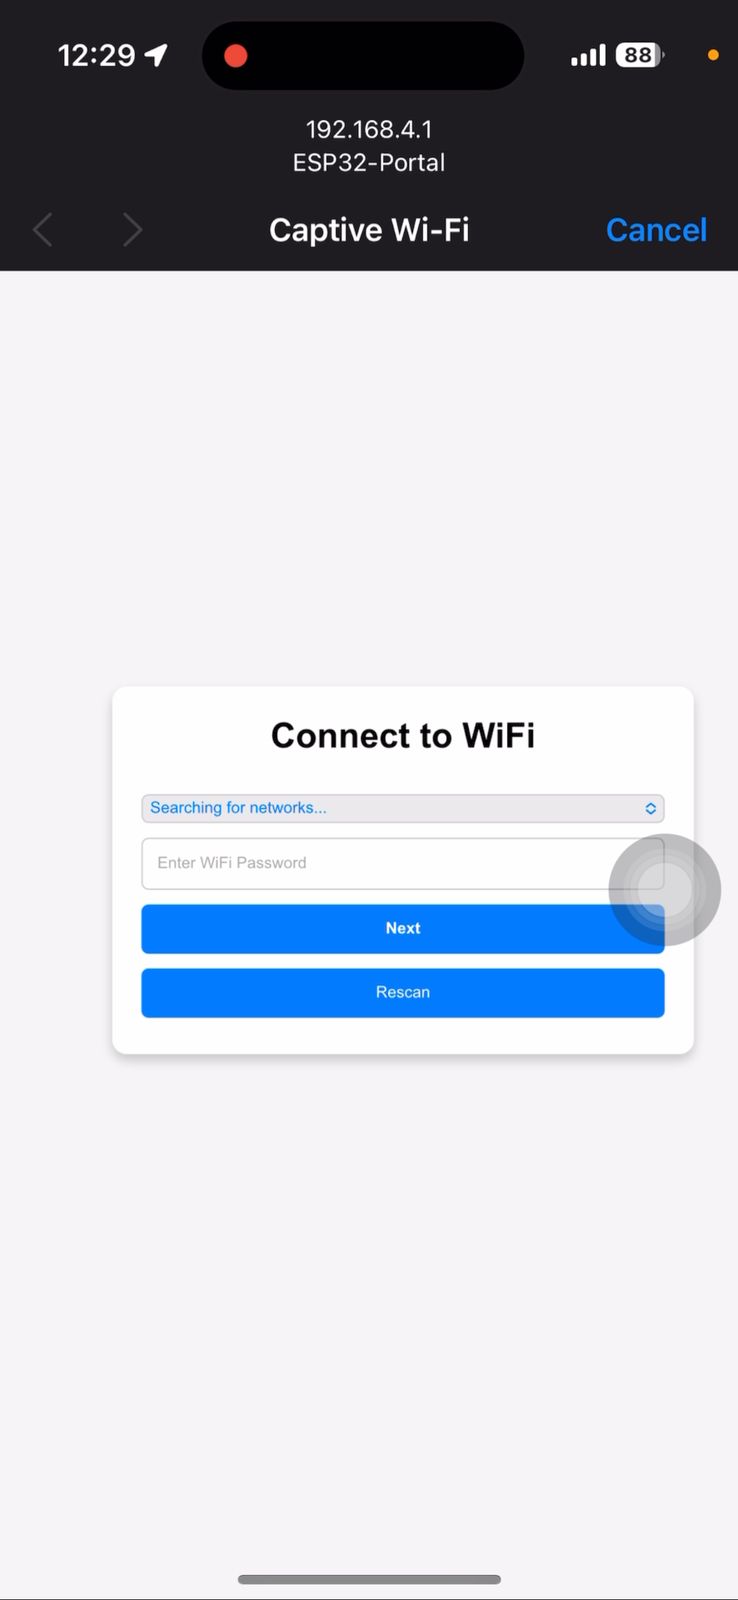 12:29
88
192.168.4.1
ESP32-Portal
Captive Wi-Fi
Cancel
Connect to WiFi
Searching for networks...
Enter WiFi Password
Next
Rescan